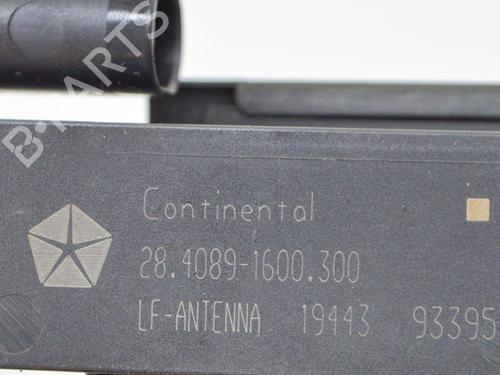 B-PARTS
Continental
28.4089-1600.300
LF-ANTENNA 19443 93395